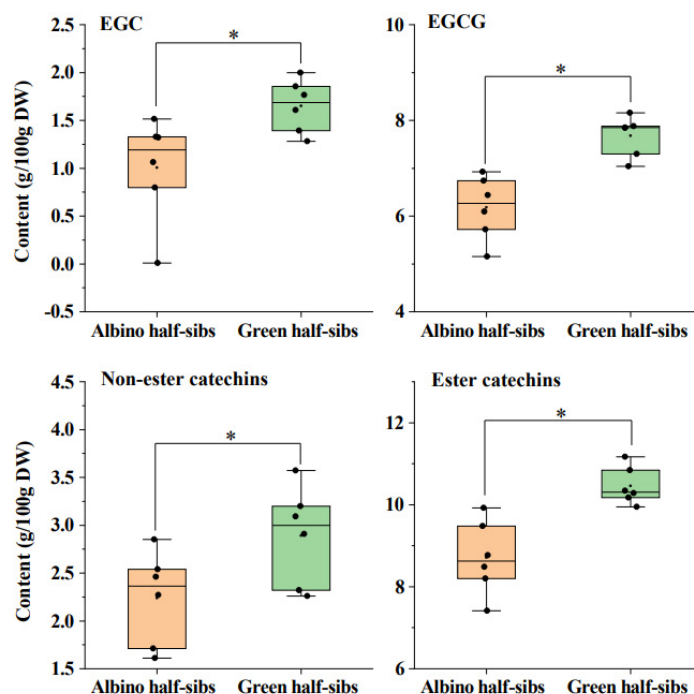 EGC
EGCG
Content (g/100g DW)
2.5
2.0
1.5
1.0
0.5
0.0
-0.5
*
Albino half-sibs Green half-sibs
10
8
6
4
*
Albino half-sibs Green half-sibs
Non-ester catechins
Ester catechins
Content (g/100g DW)
4.5
4.0
3.5
3.0
2.5
2.0
1.5
*
Albino half-sibs Green half-sibs
12
10
8
6
*
Albino half-sibs Green half-sibs